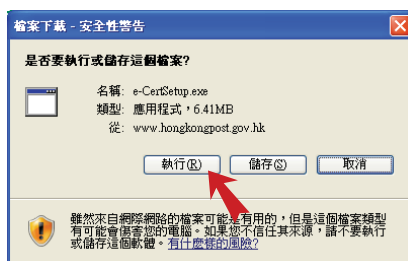 檔案下載 - 安全性警告
是否要執行或儲存這個檔案?
名稱: e-CertSetup.exe
類型: 應用程式，6.41MB
從: www.hongkongpost.gov.hk
執行(R) 儲存(S) 取消
雖然來自網際網路的檔案可能是有用的，但是這個檔案類型
有可能會傷害您的電腦。如果您不信任其來源，請不要執行
或儲存這個軟體。有什麼樣的風險?